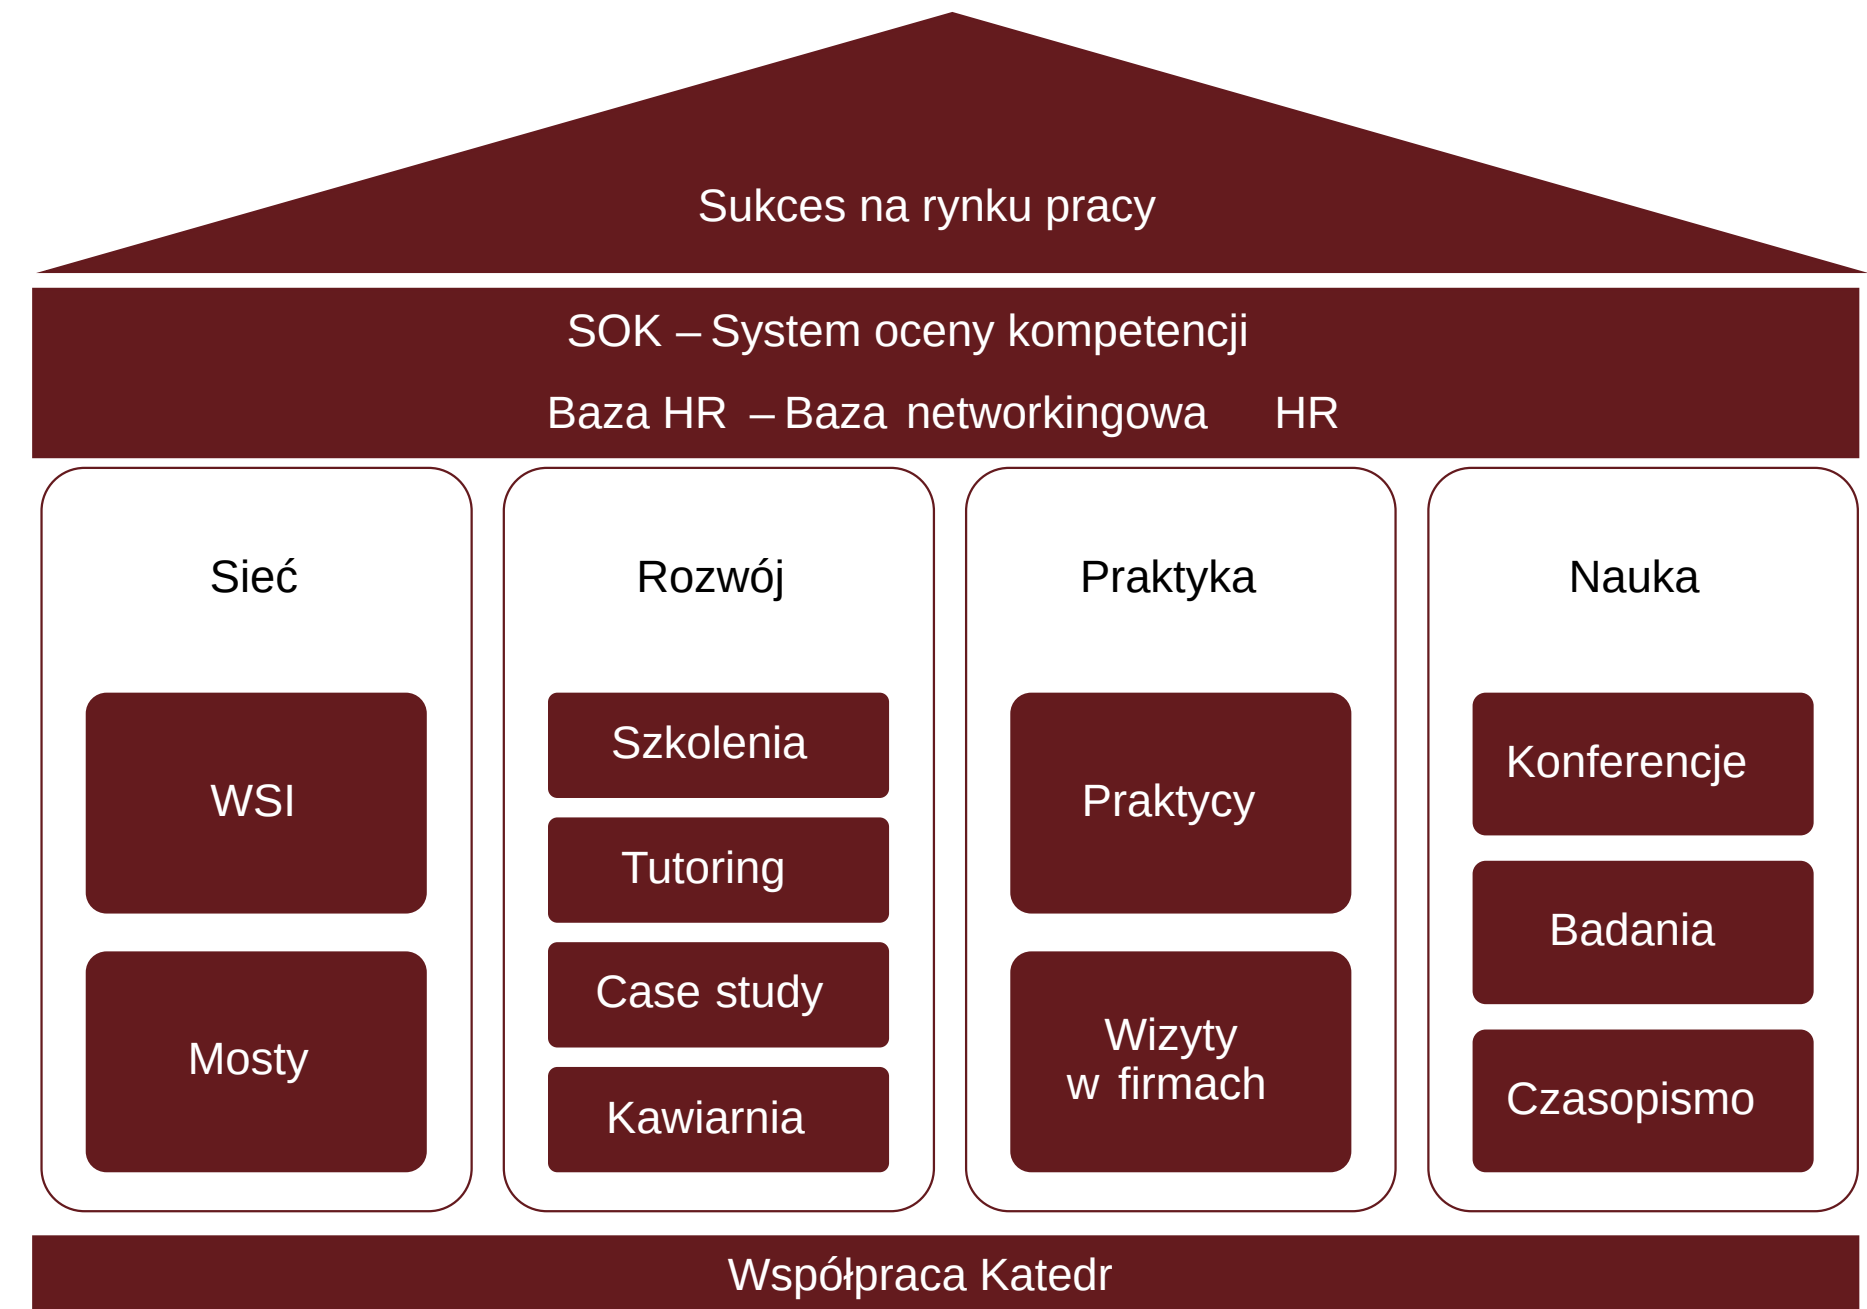 Sukces na rynku pracy
SOK – System oceny kompetencji
Baza HR – Baza networkingowa HR
Sieć
WSI
Mosty
Rozwój
Szkolenia
Tutoring
Case study
Kawiarnia
Praktyka
Praktycy
Wizyty
w firmach
Nauka
Konferencje
Badania
Czasopismo
Współpraca Katedr